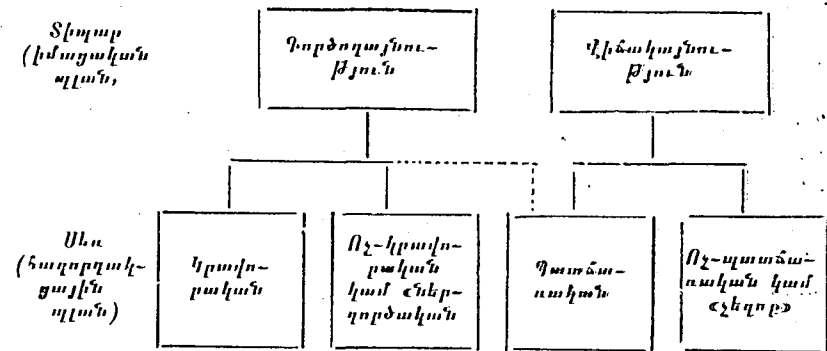 Տիպար
(իմացական
պլան,
Գործողայնու-
թյուն
Վիճակայնու-
թյուն
Սեռ
(հաղորդակ-
ցային
պլան)
Կրավո-
րական
Ոչ-կրավո-
րական
կամ «ներ-
գործական
Պատճա-
ռական
Ոչ-պատճա-
ռական կամ
«չեզոք»